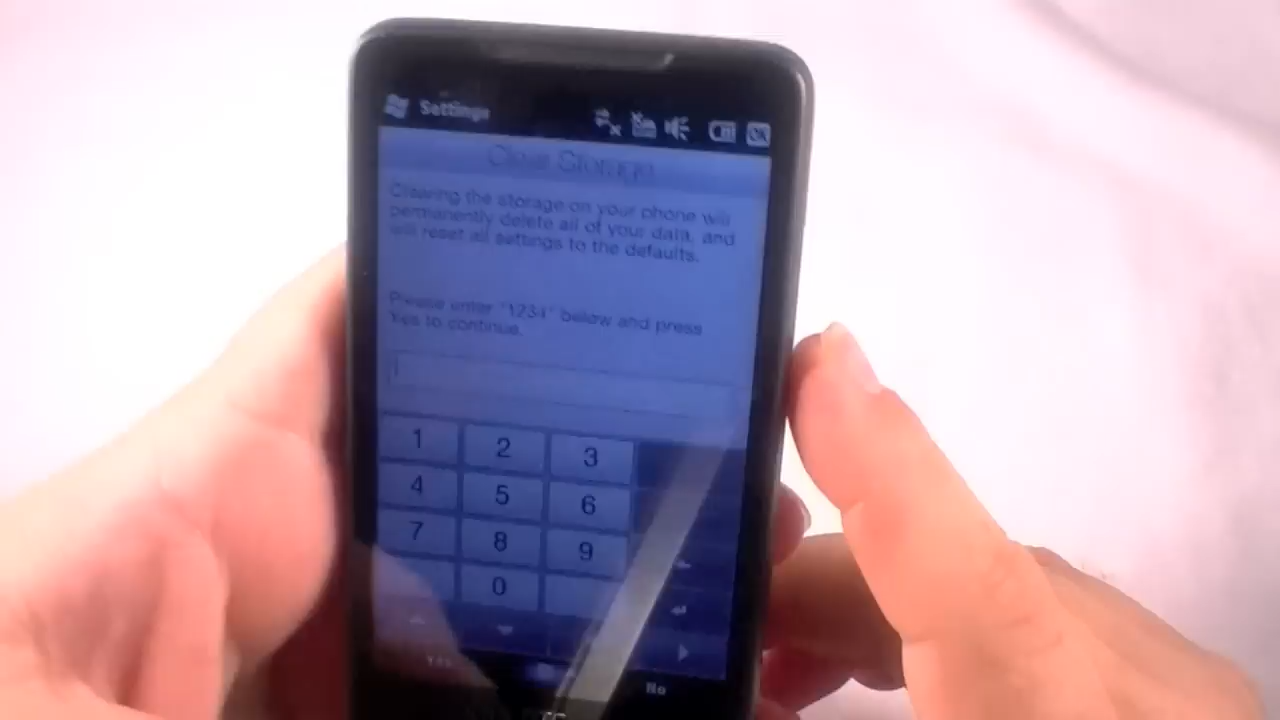 Settings
OK
Clear Storage
Clearing the storage on your phone will
permanently delete all of your data, and
will reset all settings to the defaults.
Please enter "1234" below and press
Yes to continue.
1 2 3
4 5 6
7 8 9
0
Yes No